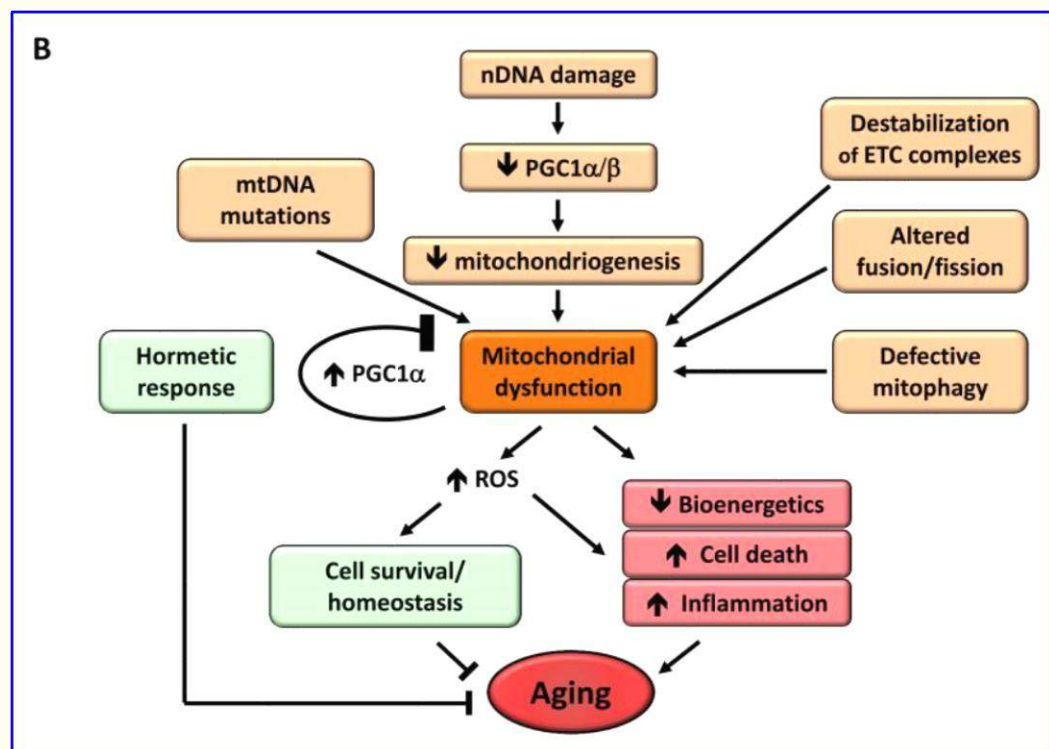 B
nDNA damage
🡫 PGC1α/β
🡫 mitochondriogenesis
mtDNA
mutations
Destabilization
of ETC complexes
Altered
fusion/fission
Defective
mitophagy
Hormetic
response
🡩 PGC1α
Mitochondrial
dysfunction
🡩 ROS
🡫 Bioenergetics
🡩 Cell death
🡩 Inflammation
Cell survival/
homeostasis
Aging